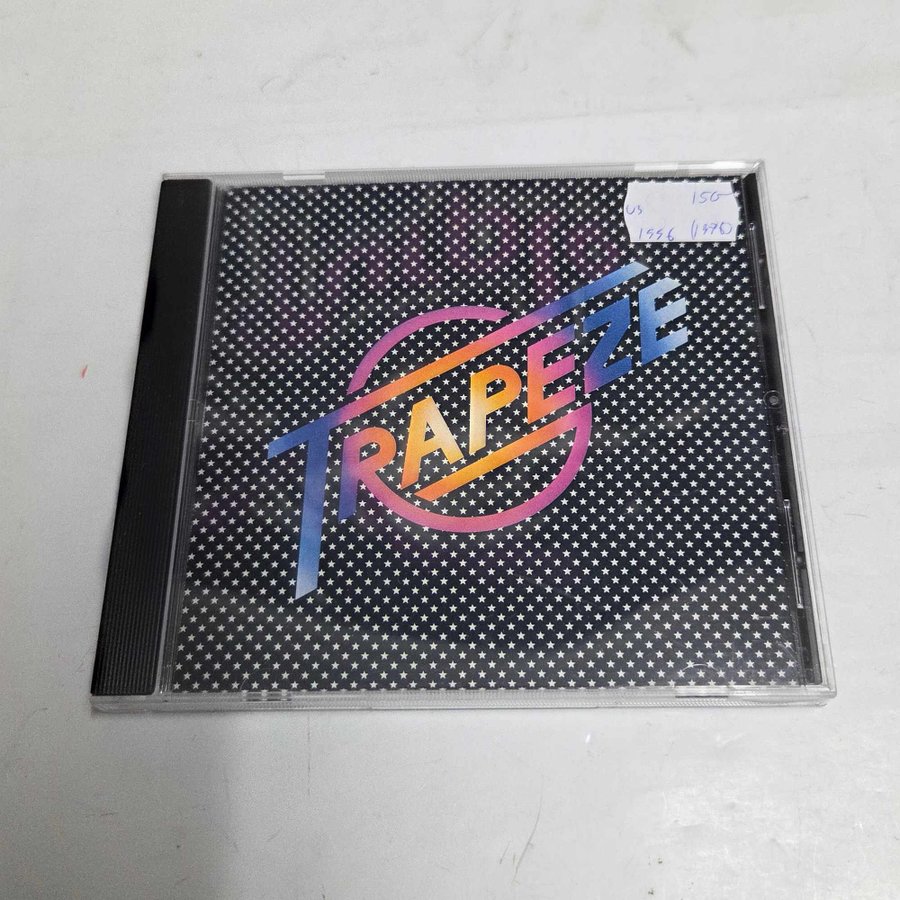 US 150-
1996 (1976)
TRAPEZE